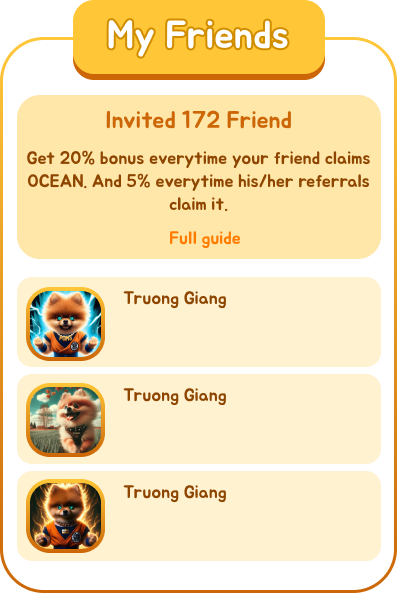 My Friends
Invited 172 Friend
Get 20% bonus everytime your friend claims
OCEAN. And 5% everytime his/her referrals
claim it.
Full guide
Truong Giang
Truong Giang
Truong Giang